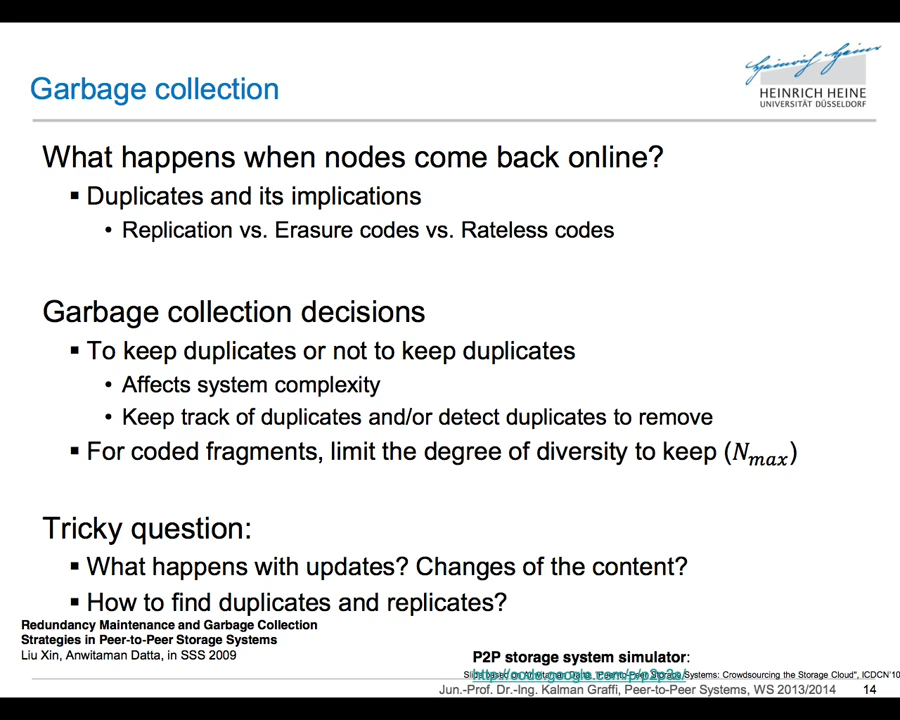 Garbage collection
HEINRICH HEINE
UNIVERSITÄT DÜSSELDORF
What happens when nodes come back online?
▪ Duplicates and its implications
• Replication vs. Erasure codes vs. Rateless codes
Garbage collection decisions
▪ To keep duplicates or not to keep duplicates
• Affects system complexity
• Keep track of duplicates and/or detect duplicates to remove
▪ For coded fragments, limit the degree of diversity to keep (N_max)
Tricky question:
▪ What happens with updates? Changes of the content?
▪ How to find duplicates and replicates?
Redundancy Maintenance and Garbage Collection
Strategies in Peer-to-Peer Storage Systems
Liu Xin, Anwitaman Datta, in SSS 2009
P2P storage system simulator:
http://code.google.com/p/p2p2s/
Systems: Crowdsourcing the Storage Cloud", ICDCN'10
Jun.-Prof. Dr.-Ing. Kalman Graffi, Peer-to-Peer Systems, WS 2013/2014
14